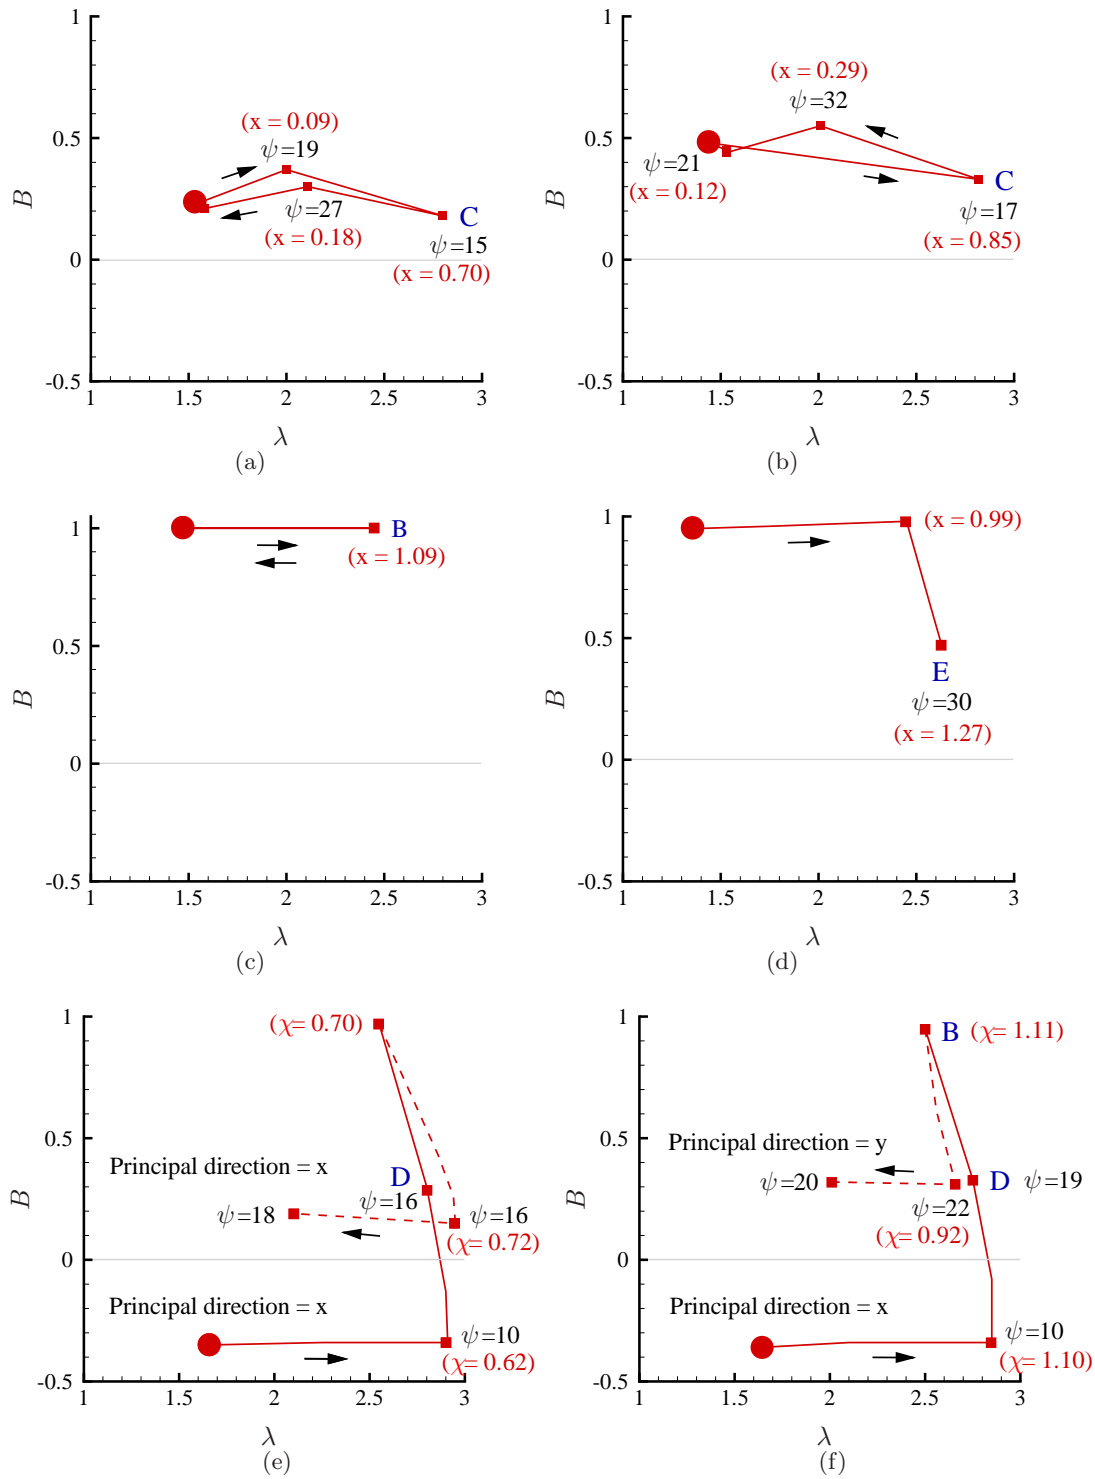 1
0.5
0
-0.5
B
1
1.5
2
2.5
3
λ
(x = 0.09)
ψ=19
ψ=27
(x = 0.18)
C
ψ=15
(x = 0.70)
(a)
1
0.5
0
-0.5
B
1
1.5
2
2.5
3
λ
(x = 0.29)
ψ=32
ψ=21
(x = 0.12)
C
ψ=17
(x = 0.85)
(b)
1
0.5
0
-0.5
B
1
1.5
2
2.5
3
λ
B
(x = 1.09)
(c)
1
0.5
0
-0.5
B
1
1.5
2
2.5
3
λ
(x = 0.99)
E
ψ=30
(x = 1.27)
(d)
1
0.5
0
-0.5
B
1
1.5
2
2.5
3
λ
(χ= 0.70)
Principal direction = x
D
ψ=16
ψ=18
ψ=16
(χ= 0.72)
Principal direction = x
ψ=10
(χ= 0.62)
(e)
1
0.5
0
-0.5
B
1
1.5
2
2.5
3
λ
B (χ= 1.11)
Principal direction = y
ψ=20
D ψ=19
ψ=22
(χ= 0.92)
Principal direction = x
ψ=10
(χ= 1.10)
(f)